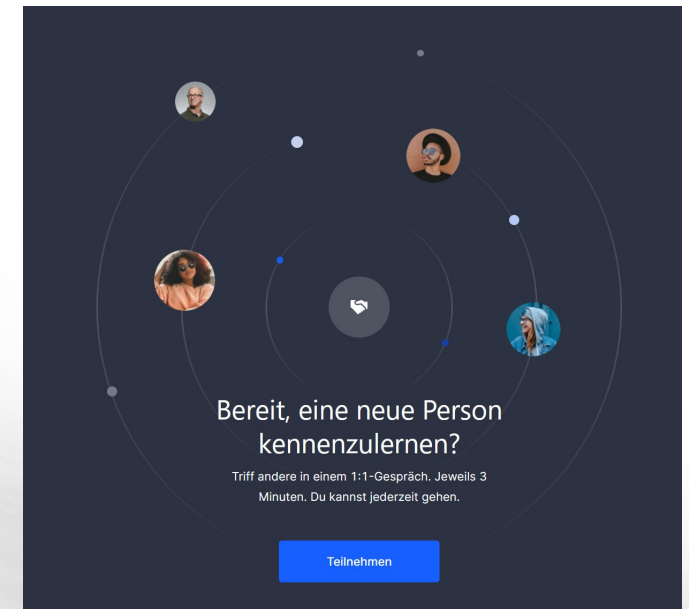 Bereit, eine neue Person
kennenzulernen?
Triff andere in einem 1:1-Gespräch. Jeweils 3
Minuten. Du kannst jederzeit gehen.
Teilnehmen